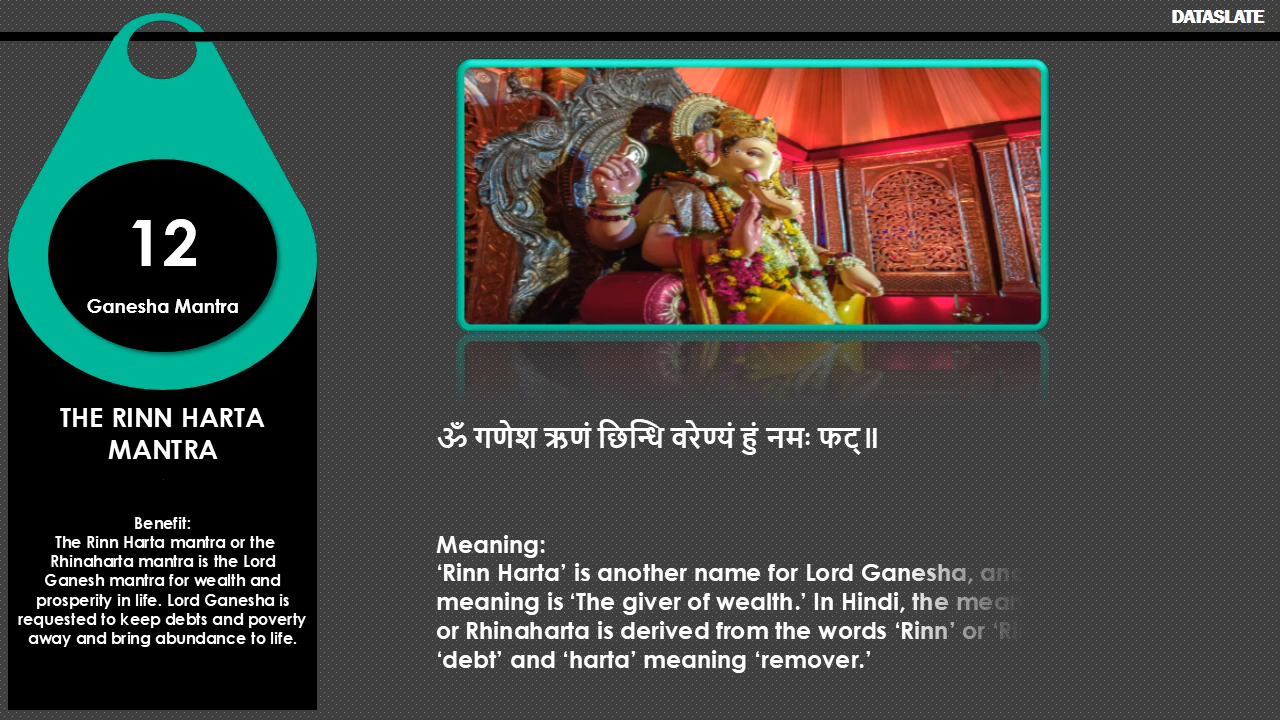 DATASLATE
12
Ganesha Mantra
THE RINN HARTA
MANTRA
Benefit:
The Rinn Harta mantra or the
Rhinaharta mantra is the Lord
Ganesh mantra for wealth and
prosperity in life. Lord Ganesha is
requested to keep debts and poverty
away and bring abundance to life.
ॐ गणेश ऋणं छिन्धि वरेण्यं हुं नमः फट्॥
Meaning:
‘Rinn Harta’ is another name for Lord Ganesha, and
meaning is ‘The giver of wealth.’ In Hindi, the
or Rhinaharta is derived from the words ‘Rinn’ or
‘debt’ and ‘harta’ meaning ‘remover.’